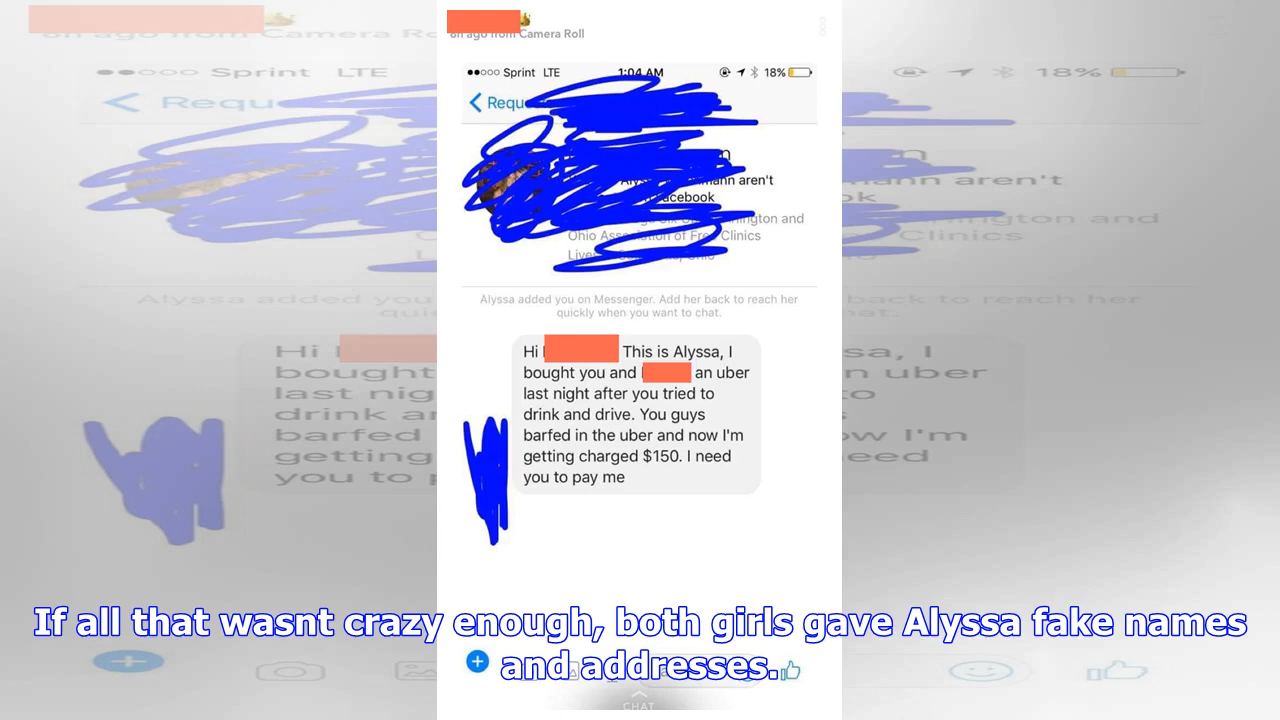 8h ago from Camera Roll
Sprint LTE
1:04 AM
18%
aren't
Facebook
and
Ohio Association of Free Clinics
Ohio
Alyssa added you on Messenger. Add her back to reach her
quickly when you want to chat.
Hi This is Alyssa, I
bought you and an uber
last night after you tried to
drink and drive. You guys
barfed in the uber and now I'm
getting charged $150. I need
you to pay me
If all that wasnt crazy enough, both girls gave Alyssa fake names
and addresses.
CHAT